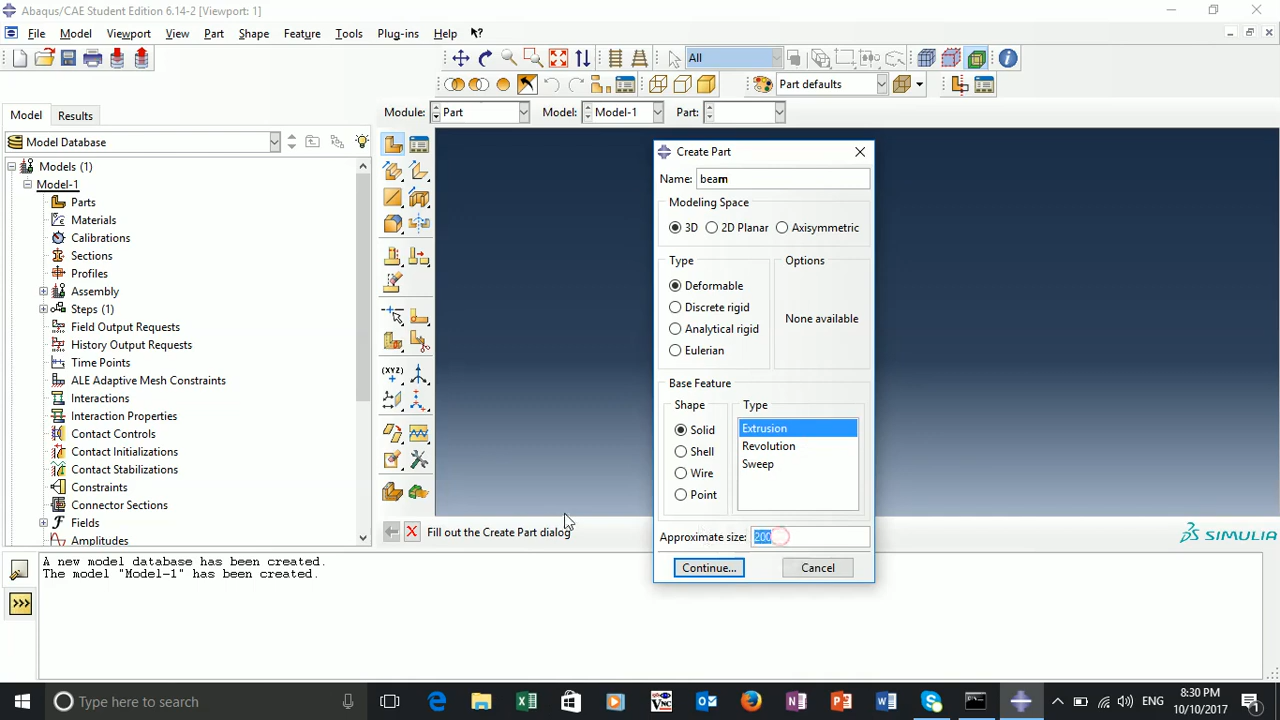 Abaqus/CAE Student Edition 6.14-2 [Viewport: 1]
File Model Viewport View Part Shape Feature Tools Plug-ins Help
All
Part defaults
Model Results
Module: Part Model: Model-1 Part:
Model Database
Models (1)
Model-1
Parts
Materials
Calibrations
Sections
Profiles
Assembly
Steps (1)
Field Output Requests
History Output Requests
Time Points
ALE Adaptive Mesh Constraints
Interactions
Interaction Properties
Contact Controls
Contact Initializations
Contact Stabilizations
Constraints
Connector Sections
Fields
Amplitudes
(XYZ)
Create Part
Name: beam
Modeling Space
3D 2D Planar Axisymmetric
Type
Deformable
Discrete rigid
Analytical rigid
Eulerian
Options
None available
Base Feature
Shape
Solid
Shell
Wire
Point
Type
Extrusion
Revolution
Sweep
Approximate size: 200
Continue... Cancel
Fill out the Create Part dialog
SIMULIA
A new model database has been created.
The model "Model-1" has been created.
>>>
Type here to search
ENG
8:30 PM
10/10/2017